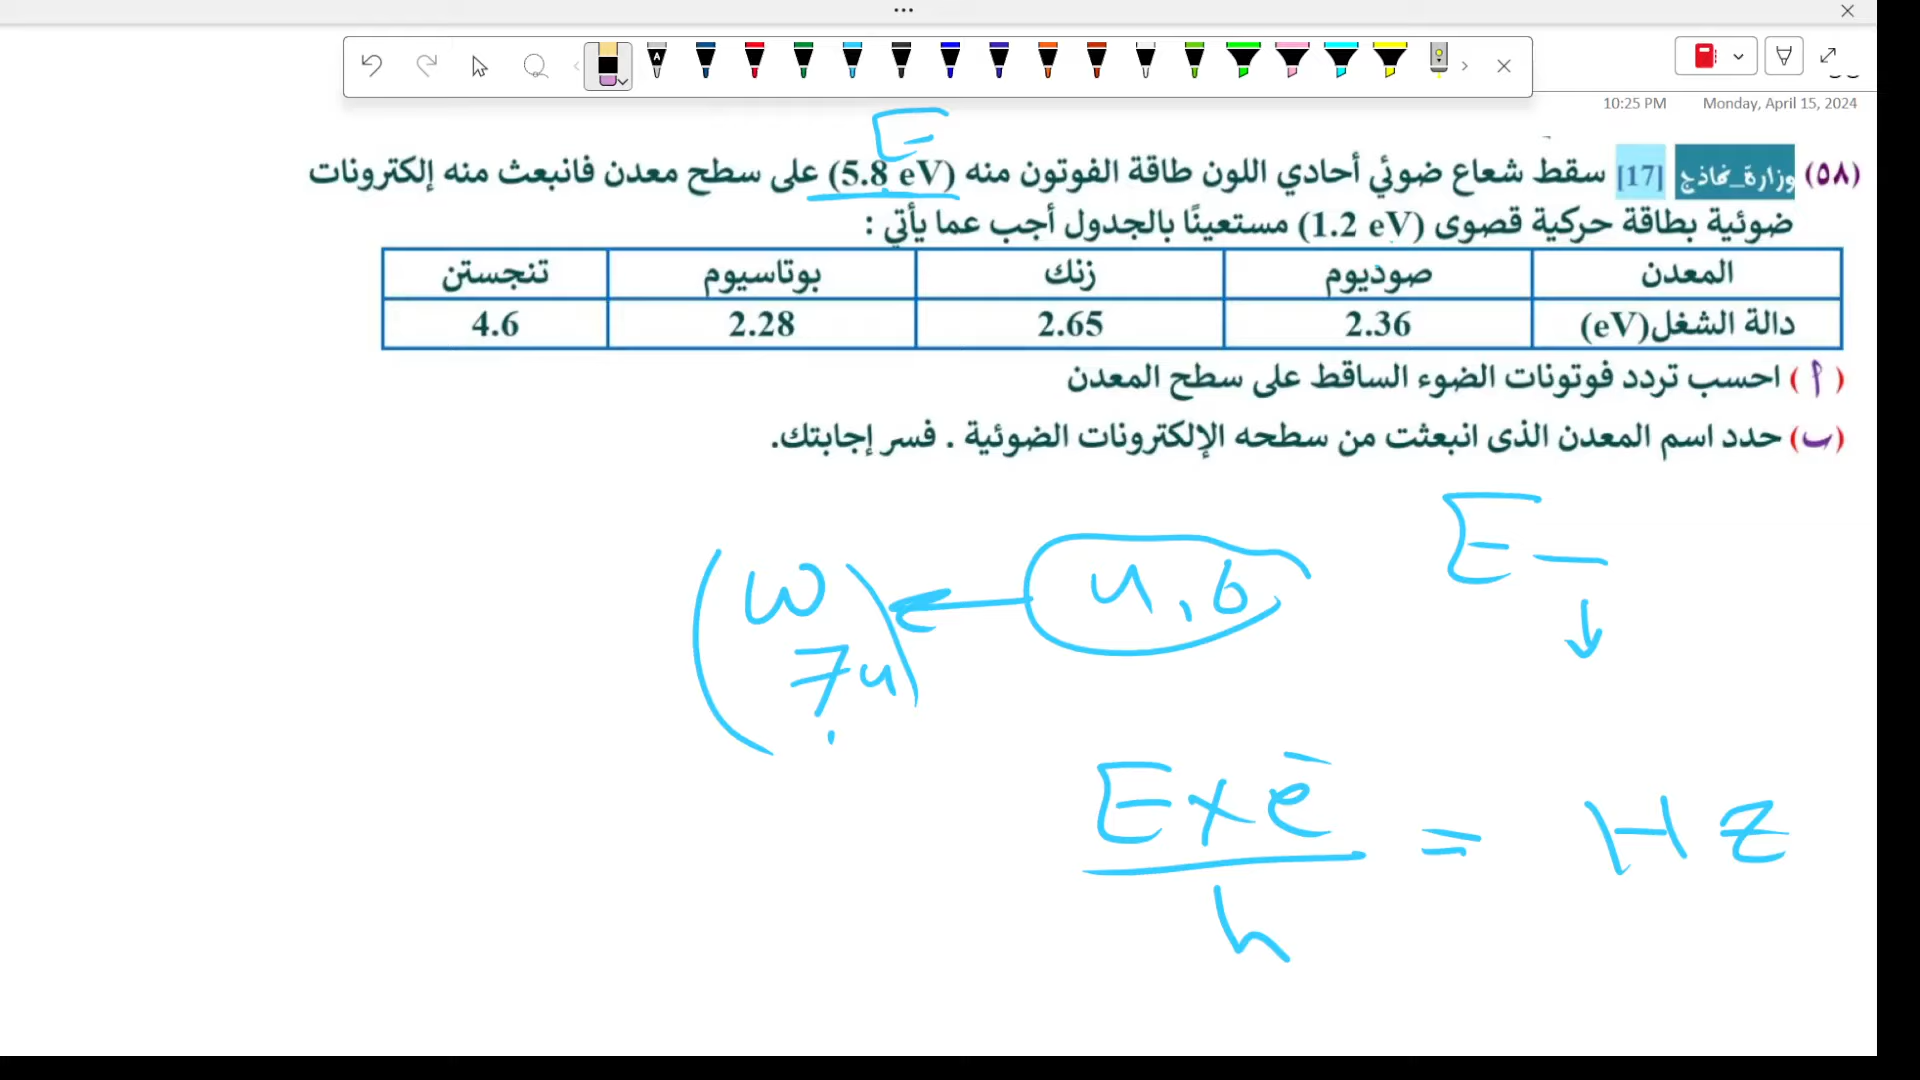 10:25 PM Monday, April 15, 2024
E
(٥٨) وزارة_نماذج [17] سقط شعاع ضوئي أحادي اللون طاقة الفوتون منه (5.8 eV) على سطح معدن فانبعث منه إلكترونات
ضوئية بطاقة حركية قصوى (1.2 eV) مستعينًا بالجدول أجب عما يأتي :
المعدن صوديوم زنك بوتاسيوم تنجستن
دالة الشغل(eV) 2.36 2.65 2.28 4.6
(أ) احسب تردد فوتونات الضوء الساقط على سطح المعدن
(ب) حدد اسم المعدن الذى انبعثت من سطحه الإلكترونات الضوئية . فسر إجابتك.
E –
4,6
W
74
E × e = Hz
h